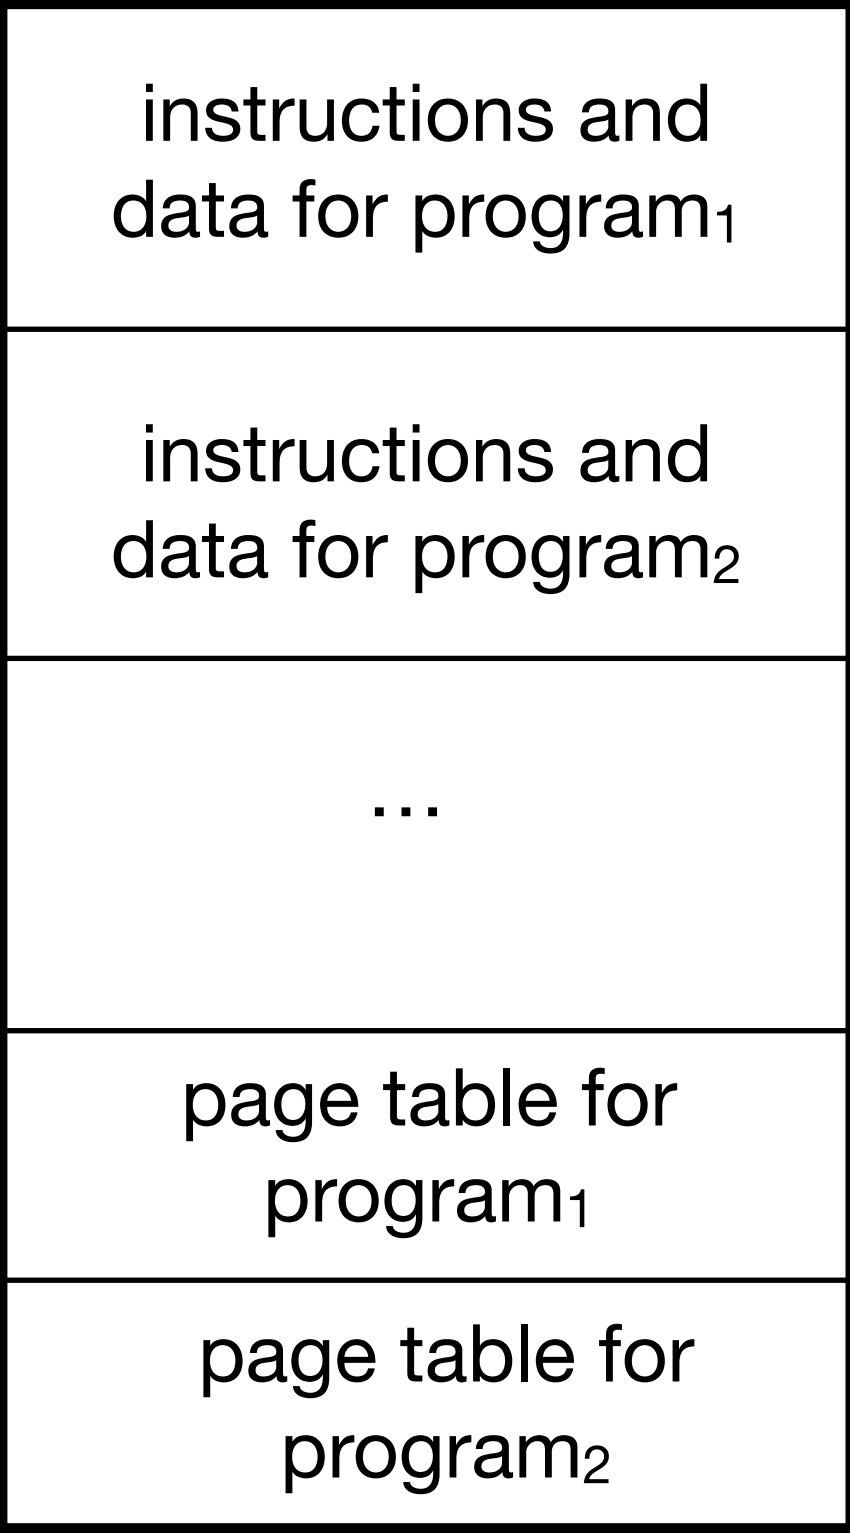 instructions and
data for program₁
instructions and
data for program₂
...
page table for
program₁
page table for
program₂